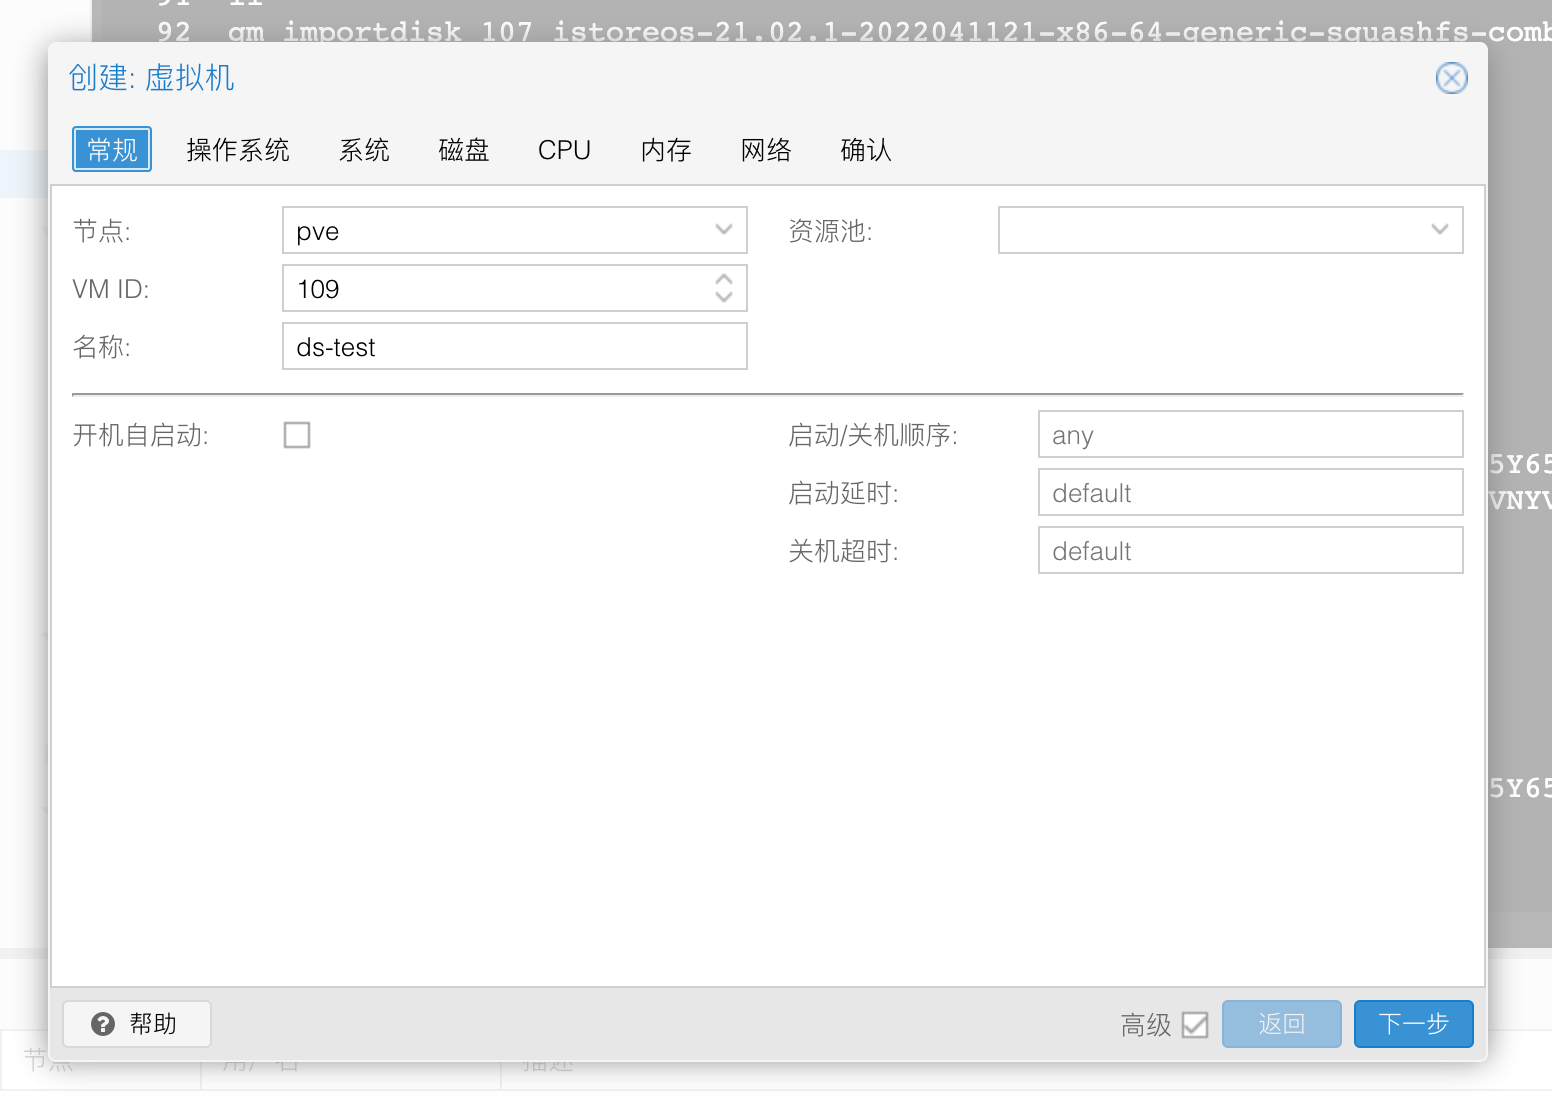 92 qm importdisk 107 istoreos-21.02.1-2022041121-x86-64-generic-squashfs-comb
创建: 虚拟机
常规 操作系统 系统 磁盘 CPU 内存 网络 确认
节点: pve 资源池:
VM ID: 109
名称: ds-test
开机自启动: 启动/关机顺序: any
启动延时: default
关机超时: default
5Y65
VNYV
5Y65
帮助 高级 返回 下一步
节点 用户名 描述